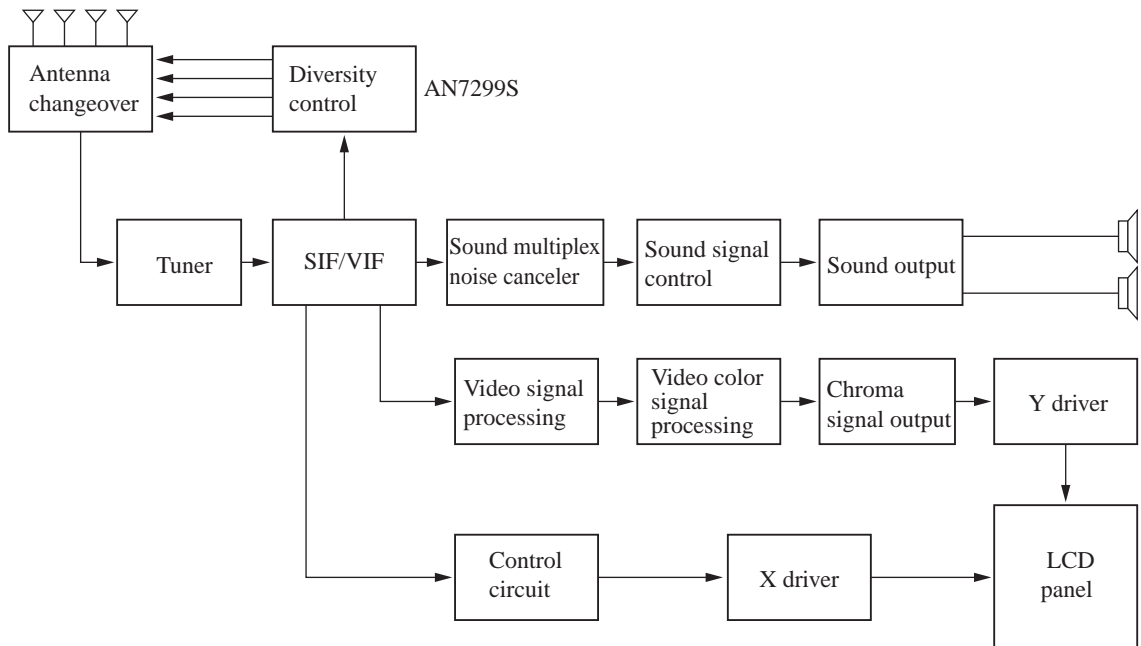 Antenna
changeover
Diversity
control
AN7299S
Tuner
SIF/VIF
Sound multiplex
noise canceler
Sound signal
control
Sound output
Video signal
processing
Video color
signal
processing
Chroma
signal output
Y driver
Control
circuit
X driver
LCD
panel